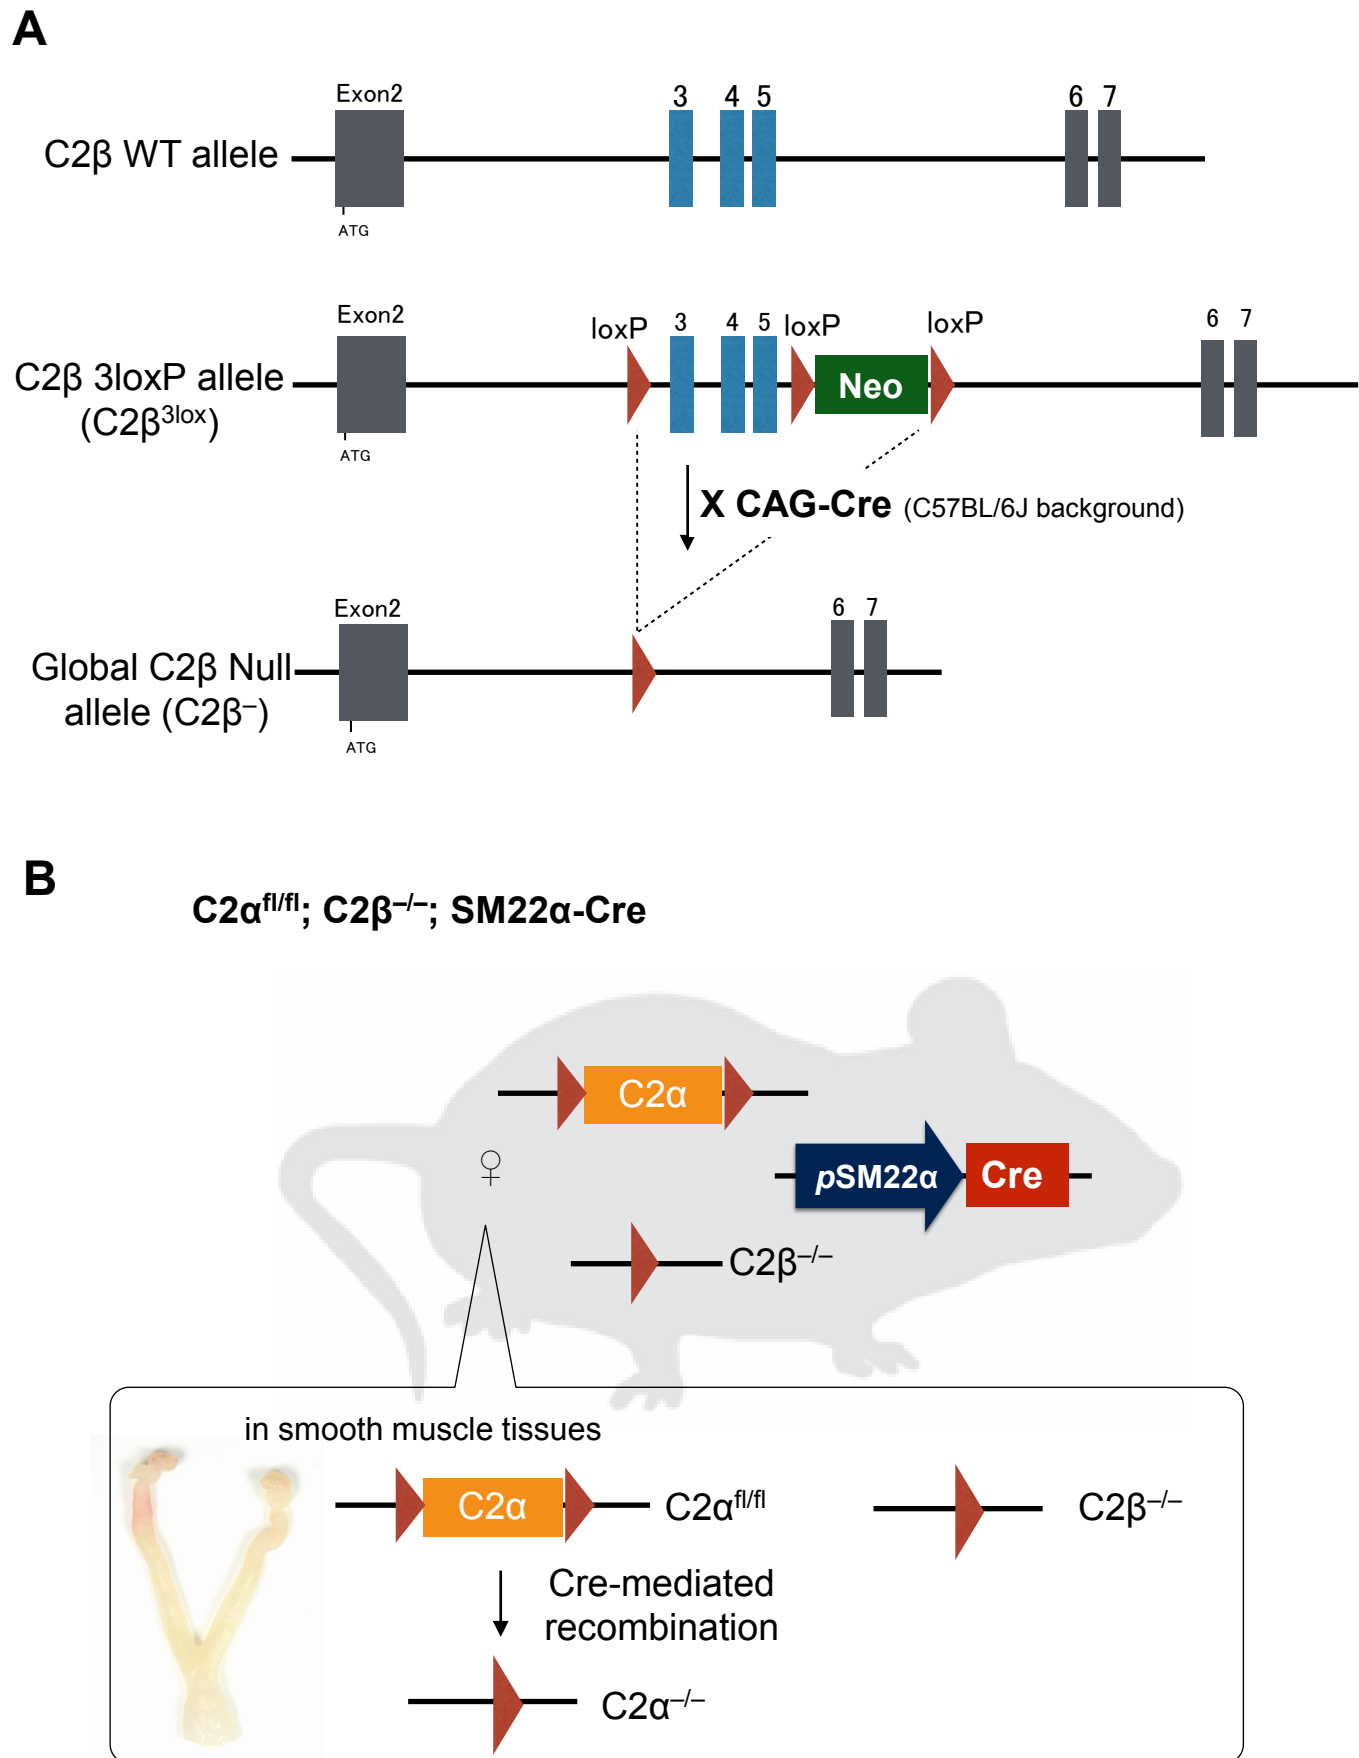 A
Exon2 3 4 5 6 7
C2β WT allele
ATG
Exon2 loxP 3 4 5 loxP loxP 6 7
C2β 3loxP allele
(C2β³ˡᵒˣ)
Neo
ATG
X CAG-Cre (C57BL/6J background)
Exon2 6 7
Global C2β Null
allele (C2β⁻)
ATG
B
C2αᶠˡ/ᶠˡ; C2β⁻/⁻; SM22α-Cre
C2α
♀
pSM22α Cre
C2β⁻/⁻
in smooth muscle tissues
C2α C2αᶠˡ/ᶠˡ C2β⁻/⁻
Cre-mediated
recombination
C2α⁻/⁻